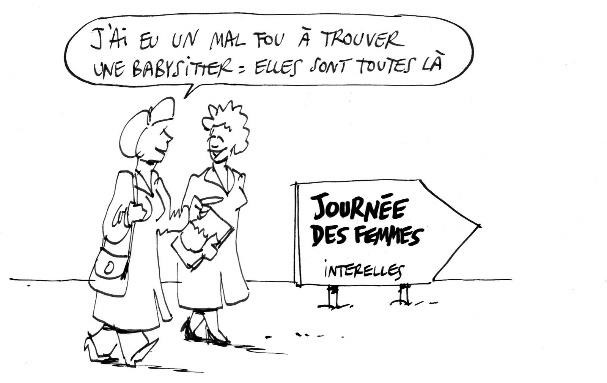 J'AI EU UN MAL FOU À TROUVER
UNE BABYSITTER : ELLES SONT TOUTES LÀ
JOURNÉE
DES FEMMES
INTERELLES